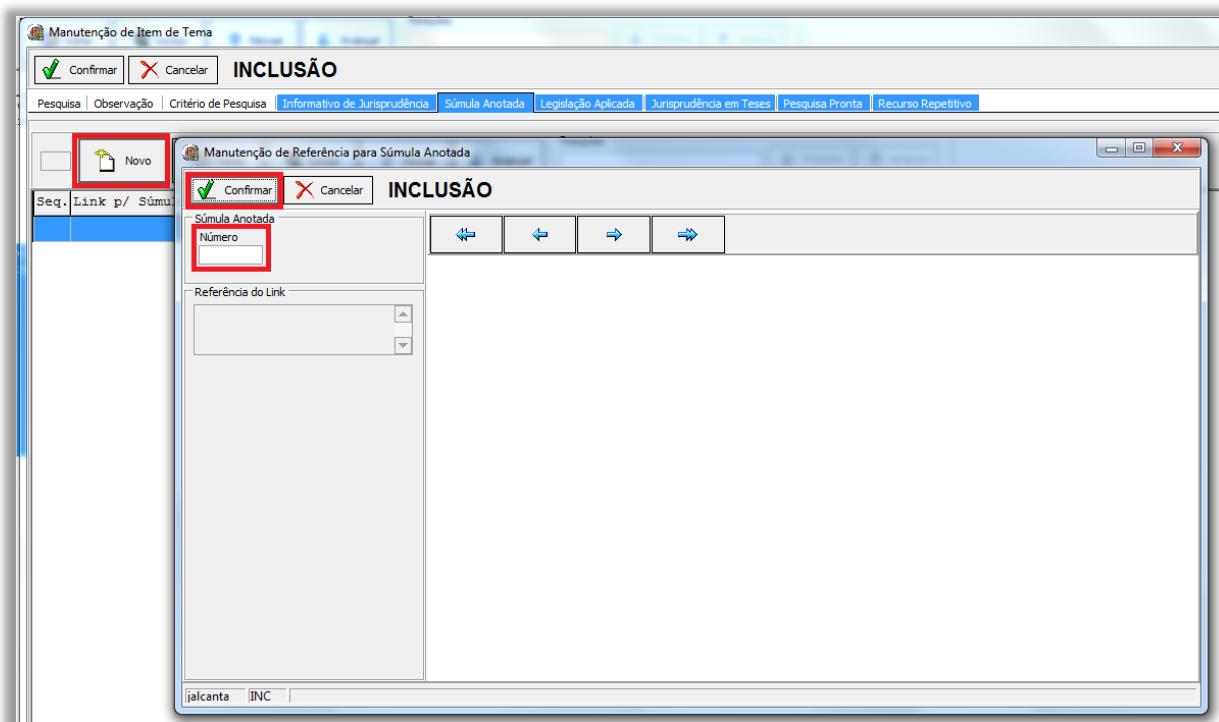 Manutenção de Item de Tema
Confirmar Cancelar INCLUSÃO
Pesquisa Observação Critério de Pesquisa Informativo de Jurisprudência Súmula Anotada Legislação Aplicada Jurisprudência em Teses Pesquisa Pronta Recurso Repetitivo
Novo
Seq. Link p/ Súmu
Manutenção de Referência para Súmula Anotada
Confirmar Cancelar INCLUSÃO
Súmula Anotada
Número
Referência do Link
jalcanta INC